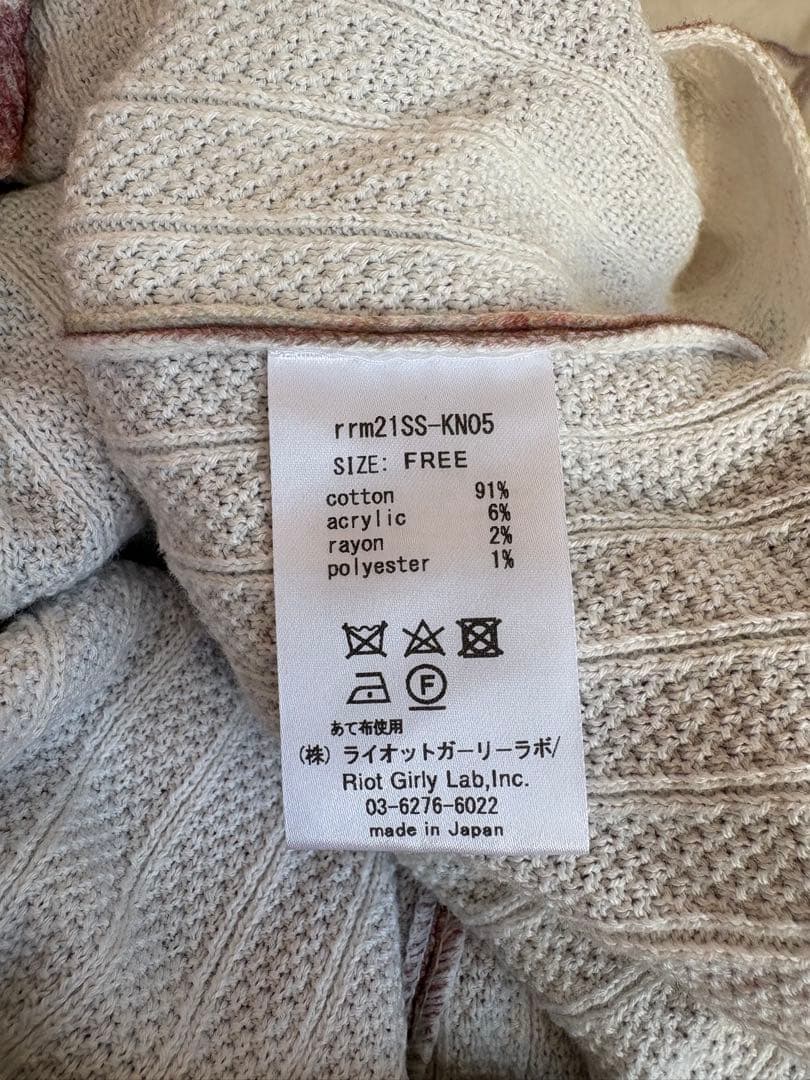 rrm21SS-KN05
SIZE: FREE
cotton 91%
acrylic 6%
rayon 2%
polyester 1%
F
あて布使用
(株) ライオットガーリーラボ/
Riot Girly Lab,Inc.
03-6276-6022
made in Japan